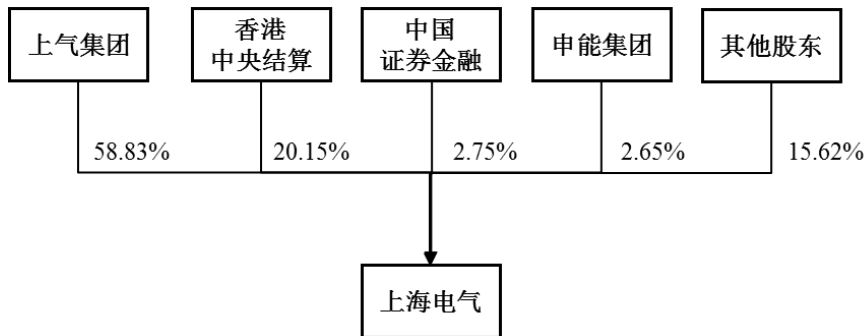 上气集团
香港
中央结算
中国
证券金融
申能集团
其他股东
58.83%
20.15%
2.75%
2.65%
15.62%
上海电气